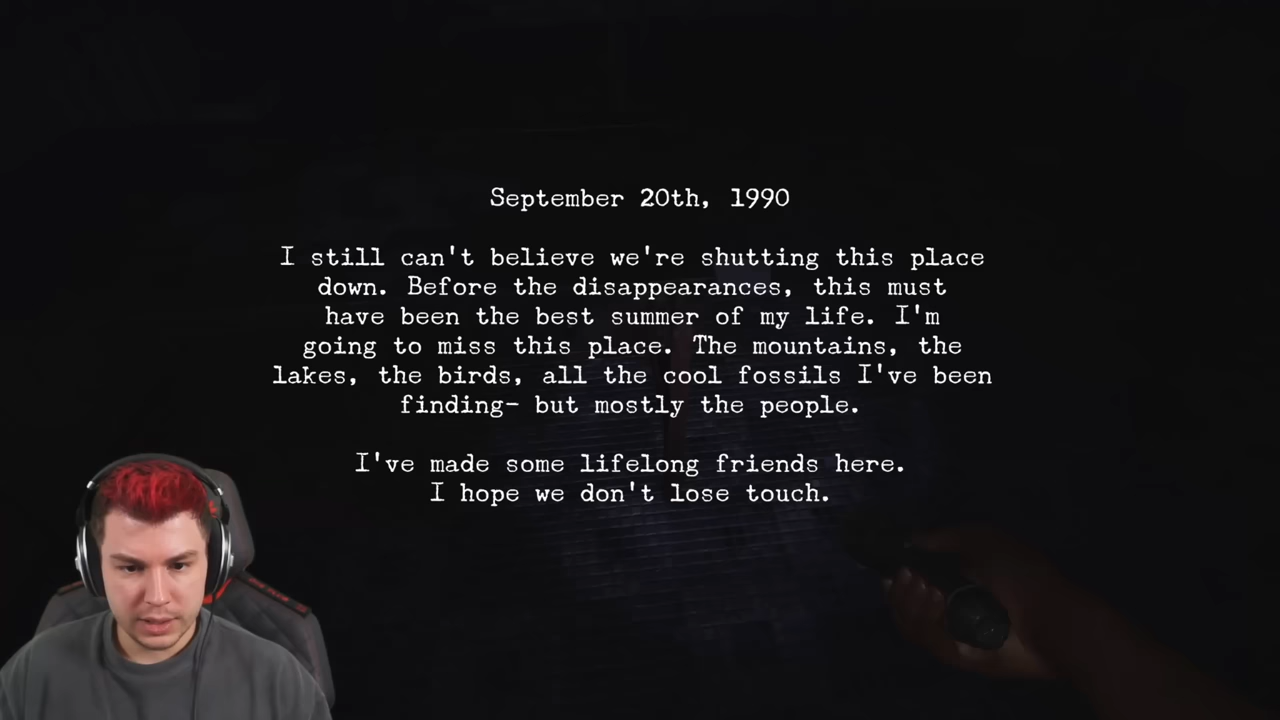 September 20th, 1990
I still can't believe we're shutting this place
down. Before the disappearances, this must
have been the best summer of my life. I'm
going to miss this place. The mountains, the
lakes, the birds, all the cool fossils I've been
finding- but mostly the people.
I've made some lifelong friends here.
I hope we don't lose touch.